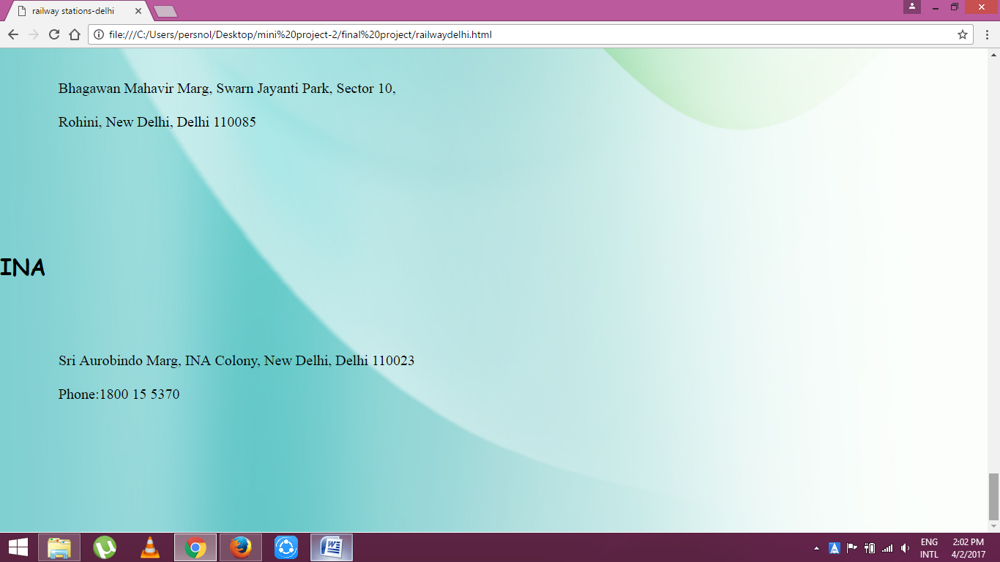 railway stations-delhi
file:///C:/Users/persnol/Desktop/mini%20project-2/final%20project/railwaydelhi.html
Bhagawan Mahavir Marg, Swarn Jayanti Park, Sector 10,
Rohini, New Delhi, Delhi 110085
INA
Sri Aurobindo Marg, INA Colony, New Delhi, Delhi 110023
Phone:1800 15 5370
ENG 2:02 PM
INTL 4/2/2017